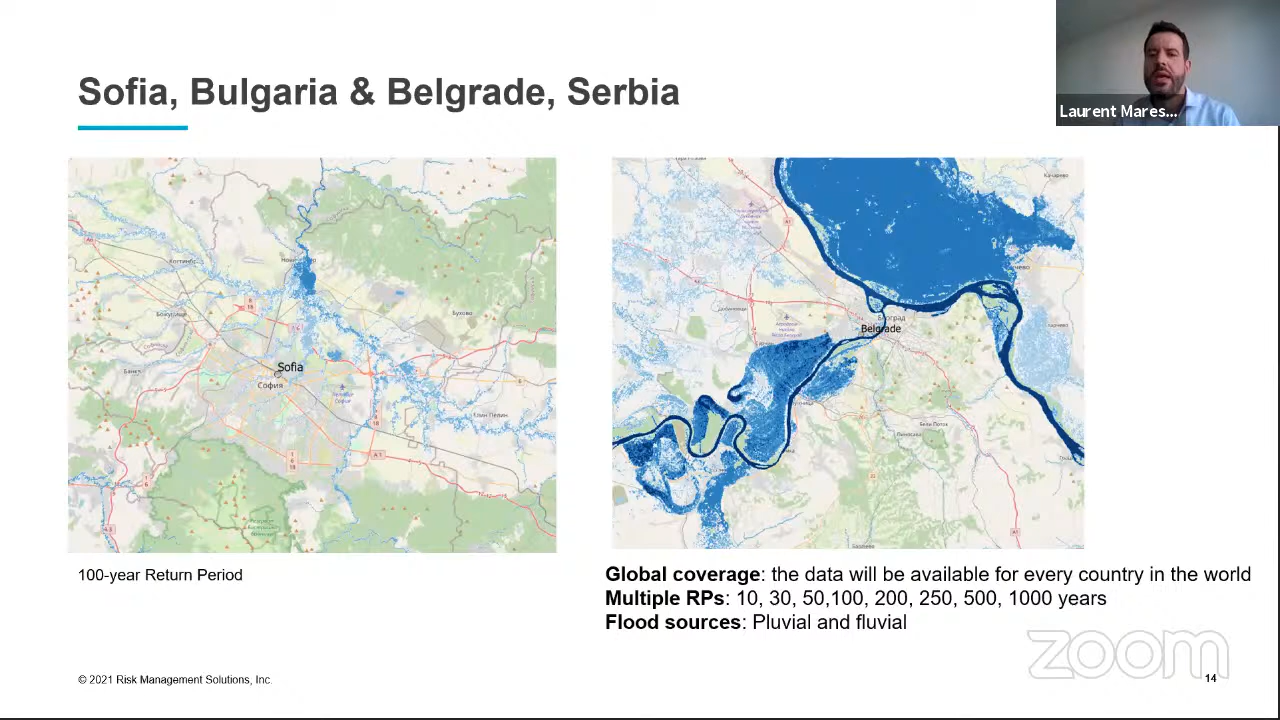 Laurent Mares...
Sofia, Bulgaria & Belgrade, Serbia
Sofia
София
Бухово
A 1
Belgrade
Београд
100-year Return Period
Global coverage: the data will be available for every country in the world
Multiple RPs: 10, 30, 50,100, 200, 250, 500, 1000 years
Flood sources: Pluvial and fluvial
zoom
© 2021 Risk Management Solutions, Inc.
14